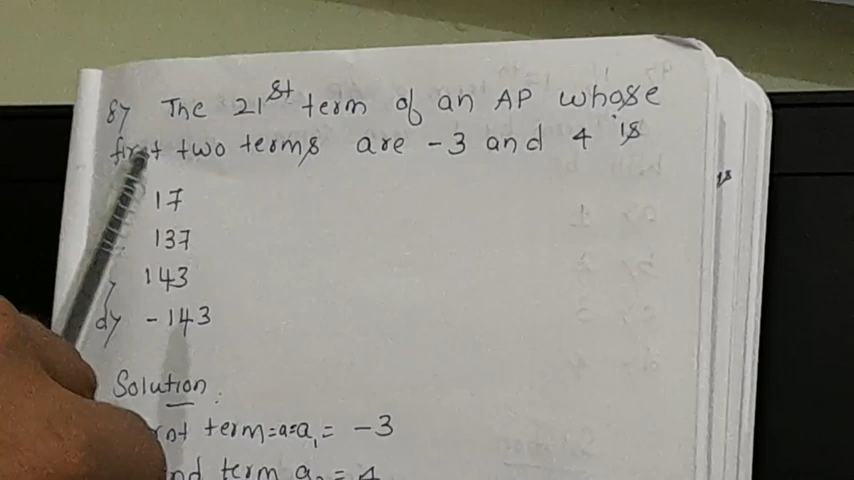 8) The 21st term of an AP whose
first two terms are -3 and 4 is
17
137
143
d) -143
Solution:
term=a=a₁= -3
term a₂ = 4